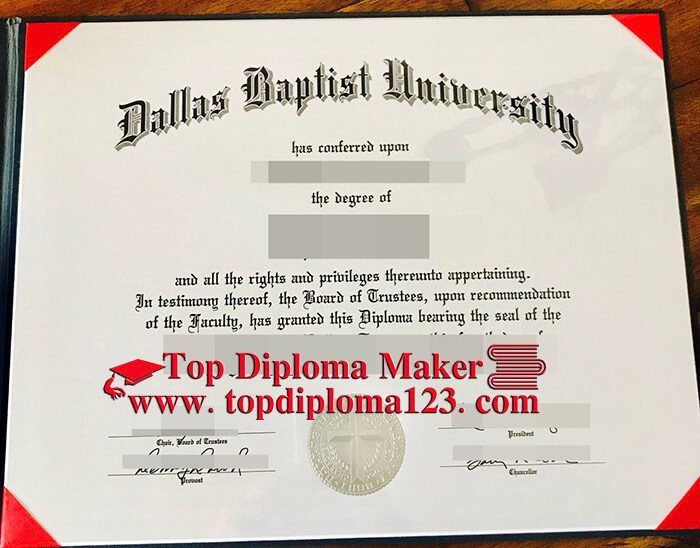 Dallas Baptist University
has conferred upon
the degree of
and all the rights and privileges thereunto appertaining.
In testimony thereof, the Board of Trustees, upon recommendation
of the Faculty, has granted this Diploma bearing the seal of the
Top Diploma Maker
www. topdiploma123. com
Chair, Board of Trustees
President
Provost
Chancellor